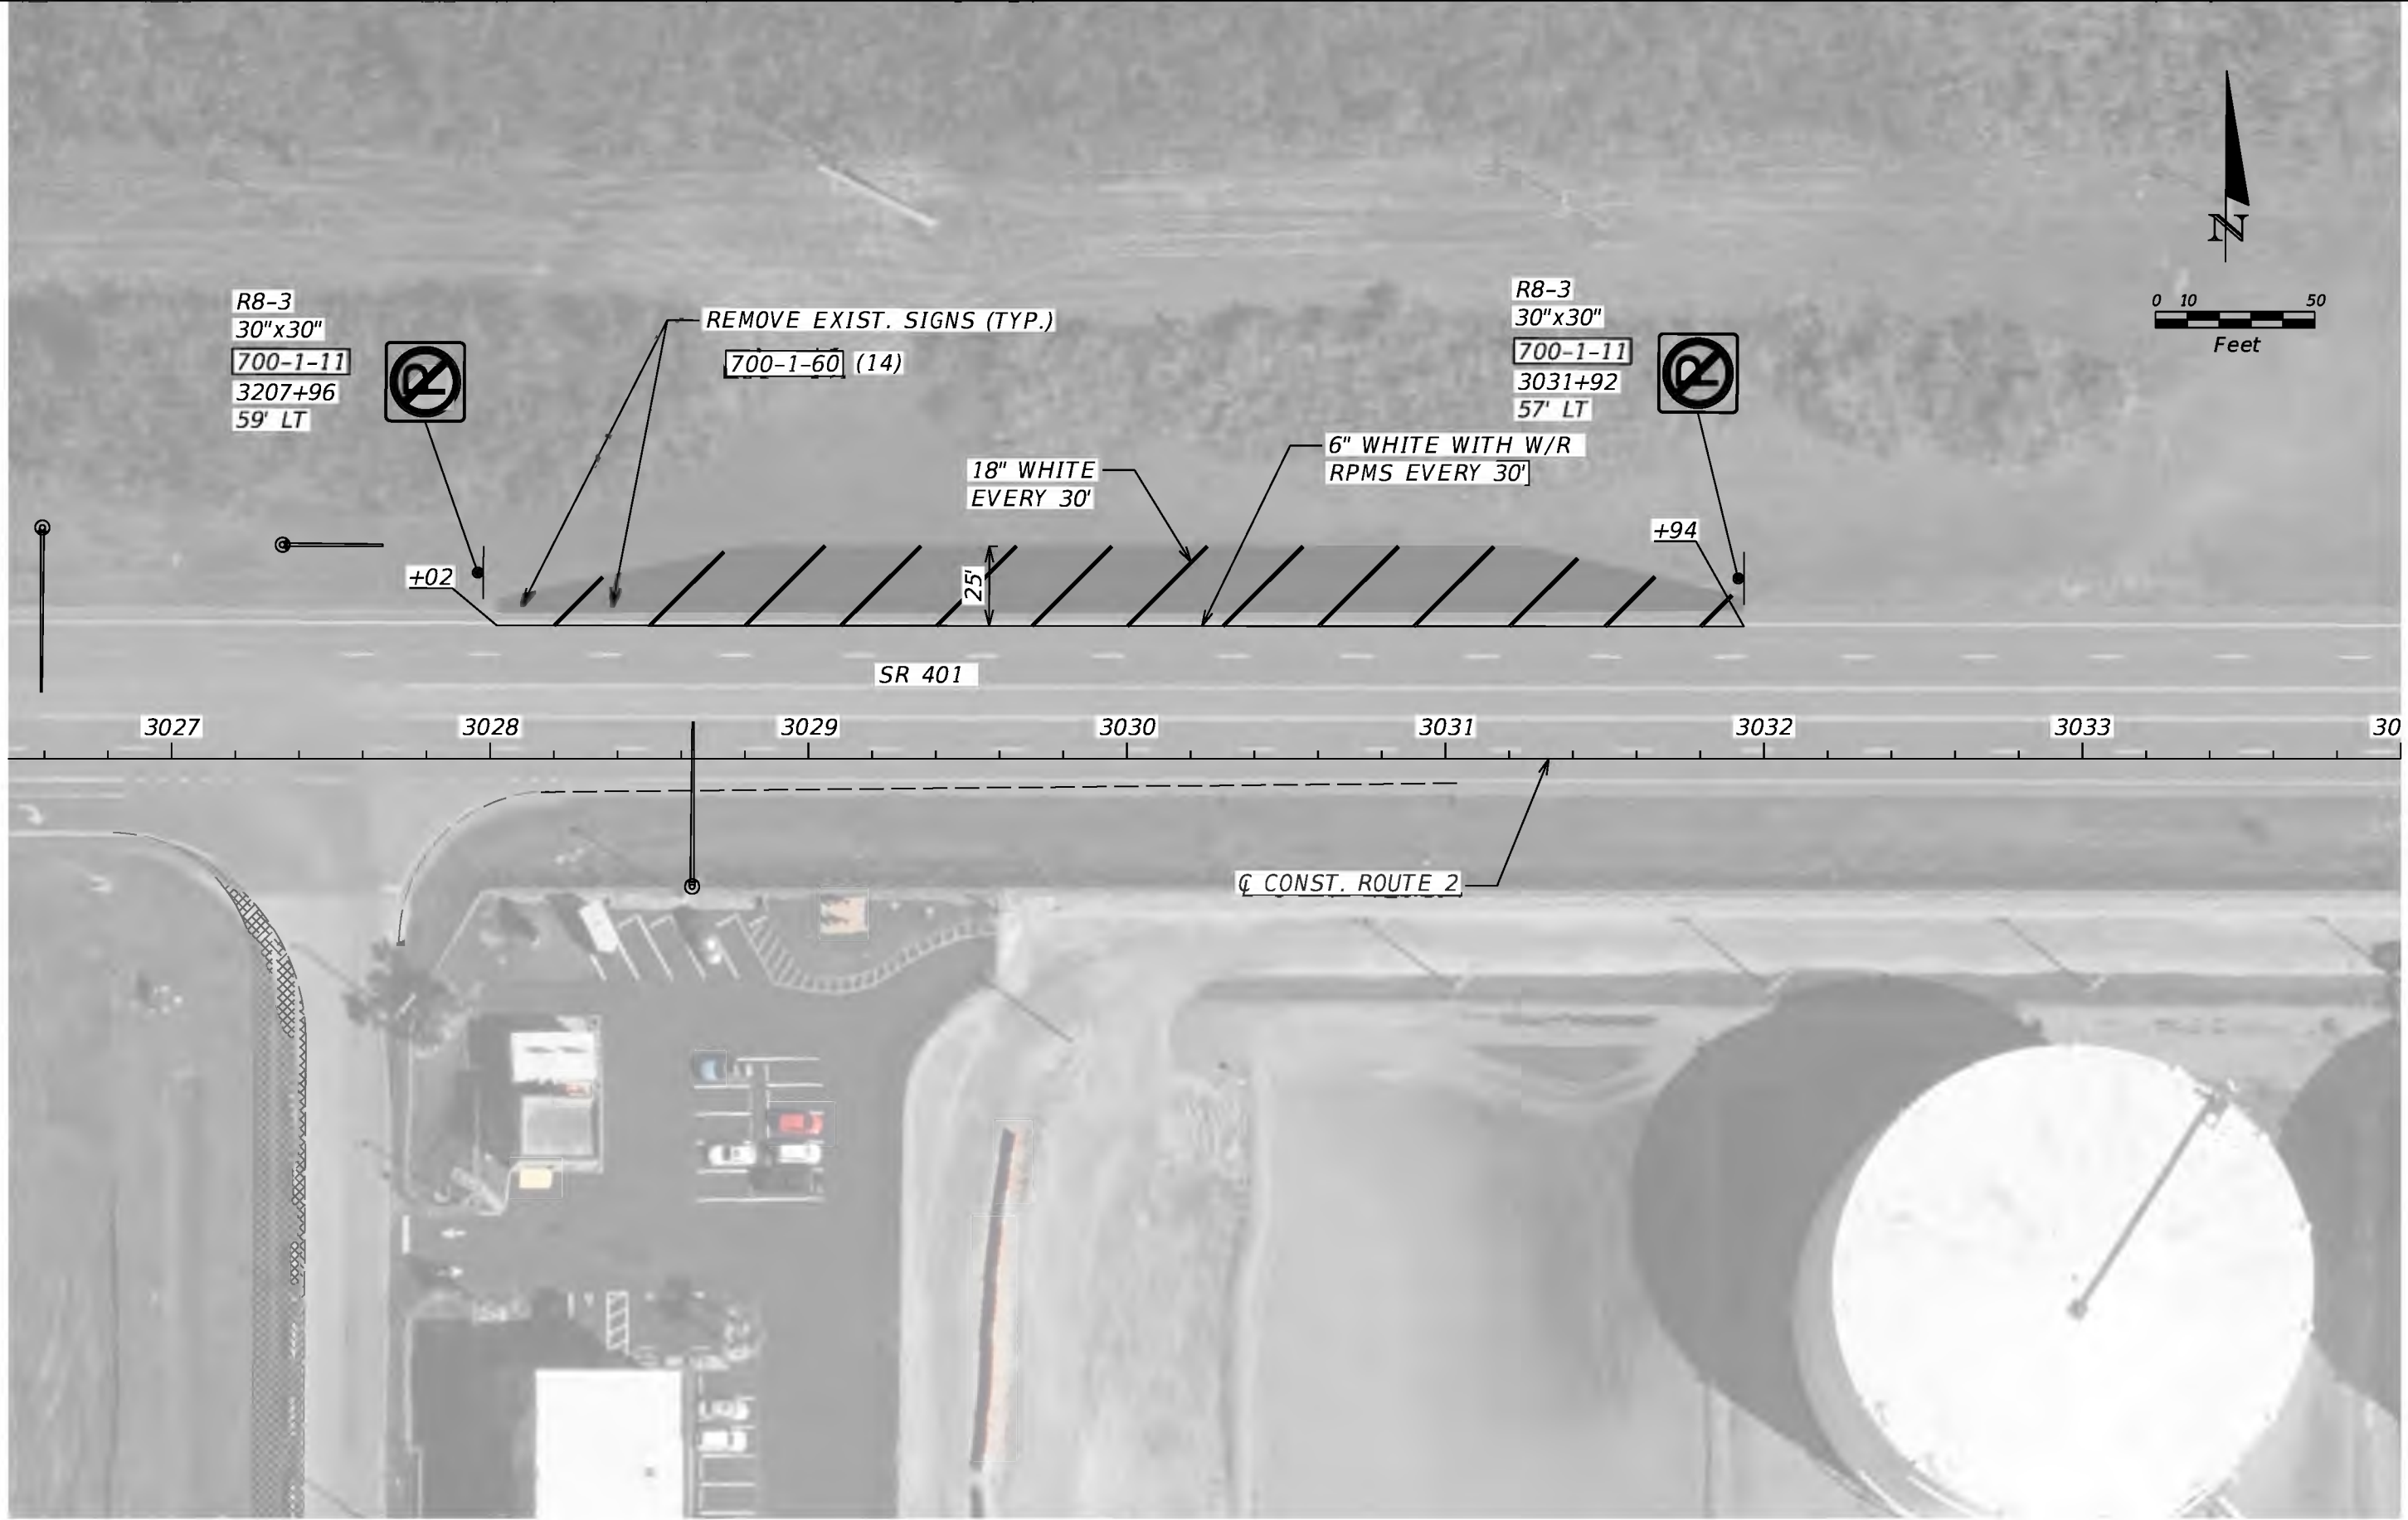 N
0 10 50
Feet
R8-3
30"x30"
700-1-11
3207+96
59' LT
REMOVE EXIST. SIGNS (TYP.)
700-1-60 (14)
R8-3
30"x30"
700-1-11
3031+92
57' LT
P
P
6" WHITE WITH W/R
RPMS EVERY 30'
18" WHITE
EVERY 30'
+02
25'
+94
SR 401
3027 3028 3029 3030 3031 3032 3033 30
℄ CONST. ROUTE 2